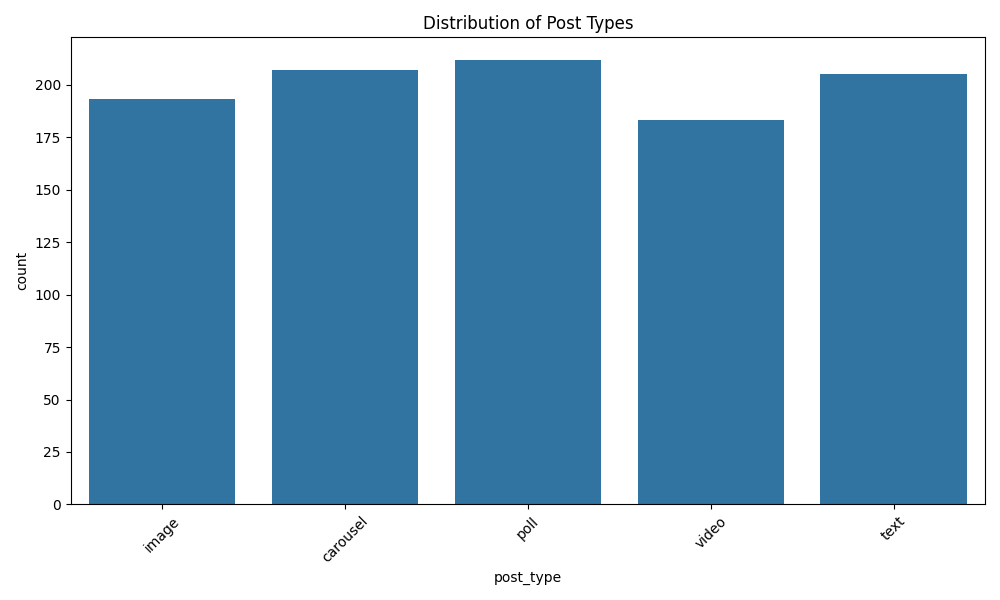 Distribution of Post Types
count
200
175
150
125
100
75
50
25
0
image
carousel
poll
video
text
post_type